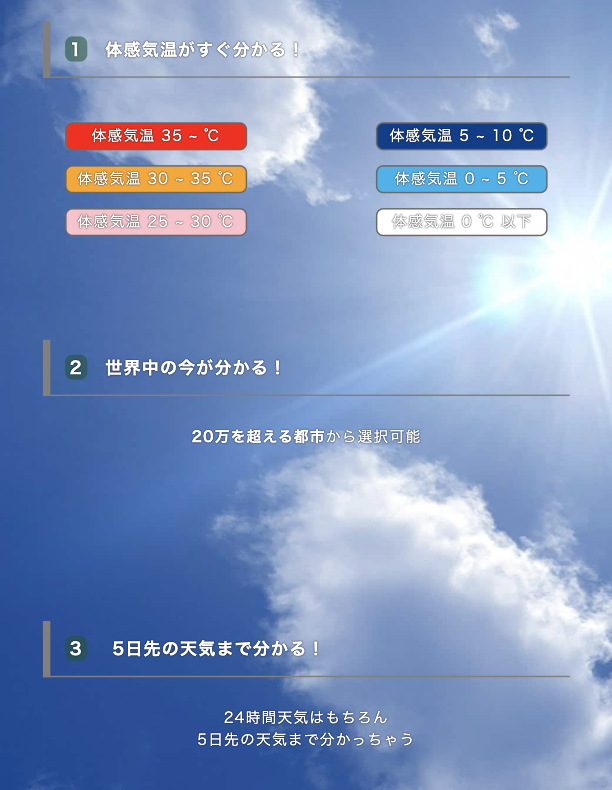 1 体感気温がすぐ分かる！
体感気温 35 ~ ℃
体感気温 5 ~ 10 ℃
体感気温 30 ~ 35 ℃
体感気温 0 ~ 5 ℃
体感気温 25 ~ 30 ℃
体感気温 0 ℃ 以下
2 世界中の今が分かる！
20万を超える都市から選択可能
3 5日先の天気まで分かる！
24時間天気はもちろん
5日先の天気まで分かっちゃう